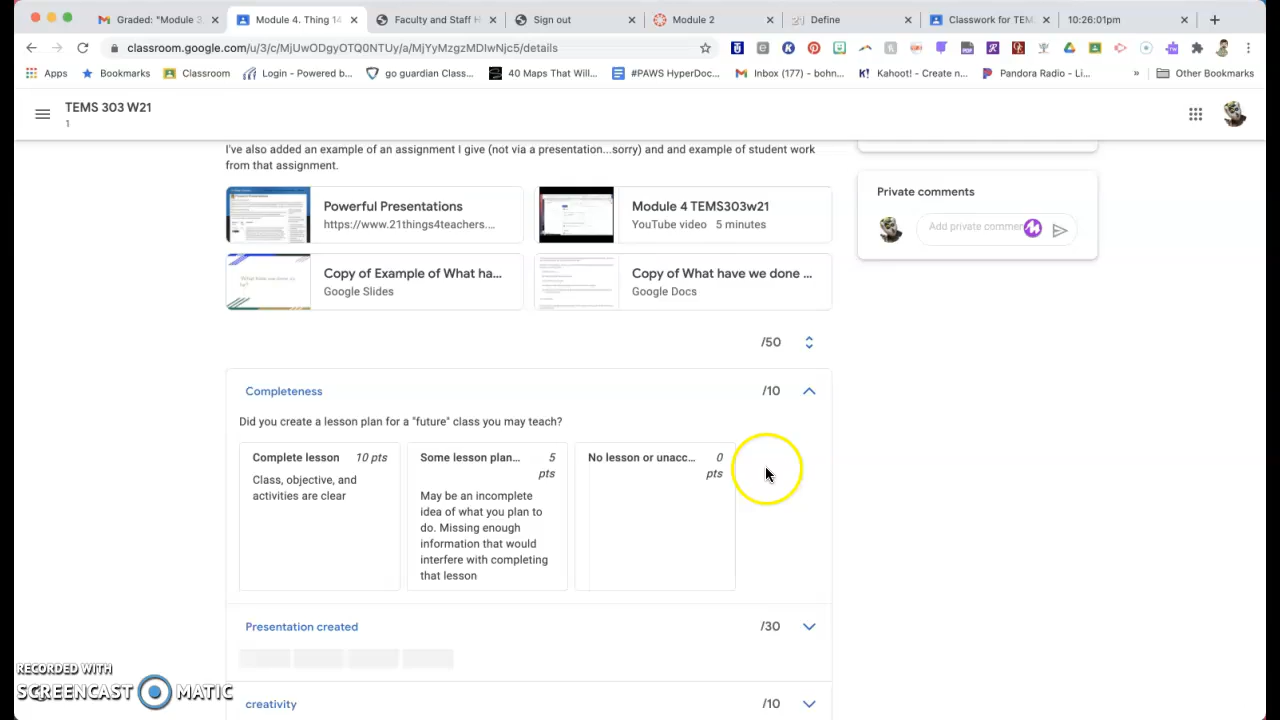 Graded: "Module 3.
Module 4. Thing 14
Faculty and Staff H
Sign out
Module 2
Define
Classwork for TEM
10:26:01pm
classroom.google.com/u/3/c/MjUwODgyOTQ0NTUy/a/MjYyMzgzMDIwNjc5/details
Apps
Bookmarks
Classroom
Login - Powered b...
go guardian Class...
40 Maps That Will...
#PAWS HyperDoc...
Inbox (177) - bohn...
Kahoot! - Create n...
Pandora Radio - Li...
»
Other Bookmarks
TEMS 303 W21
1
I've also added an example of an assignment I give (not via a presentation...sorry) and and example of student work
from that assignment.
Powerful Presentations
https://www.21things4teachers....
Module 4 TEMS303w21
YouTube video 5 minutes
Copy of Example of What ha...
Google Slides
Copy of What have we done ...
Google Docs
Private comments
Add private commen
/50
Completeness /10
Did you create a lesson plan for a "future" class you may teach?
Complete lesson 10 pts
Class, objective, and
activities are clear
Some lesson plan... 5
pts
May be an incomplete
idea of what you plan to
do. Missing enough
information that would
interfere with completing
that lesson
No lesson or unacc... 0
pts
Presentation created /30
creativity /10
RECORDED WITH
SCREENCAST MATIC